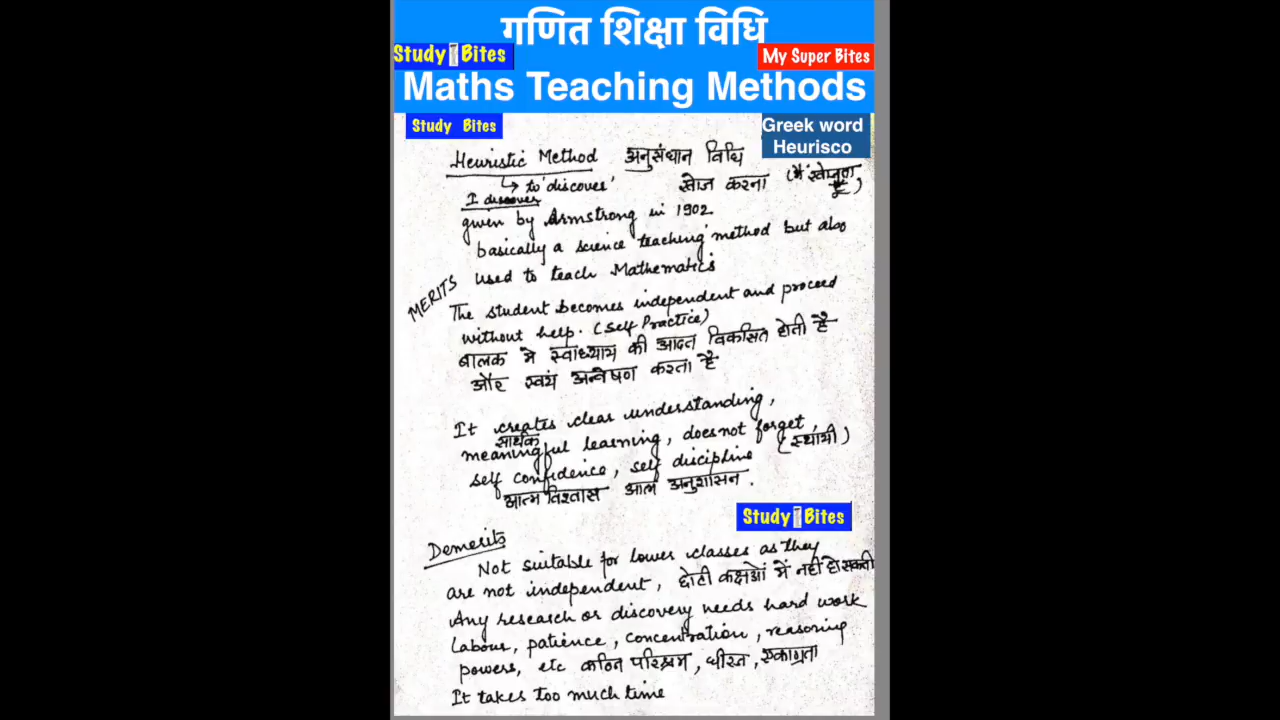 गणित शिक्षा विधि
Study Bites
My Super Bites
Maths Teaching Methods
Study Bites
Greek word
Heurisco
Heuristic Method अनुसंधान विधि
↳ to 'discover' खोज करना (मैं खोजता हूँ)
I discover
given by Armstrong in 1902
basically a science teaching method but also
used to teach Mathematics
MERITS
The student becomes independent and proceed
without help. (Self Practice)
बालक मे स्वाध्याय की आदत विकसित होती है
और स्वयं अन्वेषण करता है
It creates clear understanding,
सार्थक
meaningful learning, does not forget, (स्थायी)
self confidence, self discipline
आत्म विश्वास आत्म अनुशासन.
Study Bites
Demerits
Not suitable for lower classes as they
are not independent, छोटी कक्षओं में नहीं हो सकती
Any research or discovery needs hard work
Labour, patience, concentration, reasoning
powers, etc कठिन परिश्रम, धीरत, एकाग्रता
It takes too much time